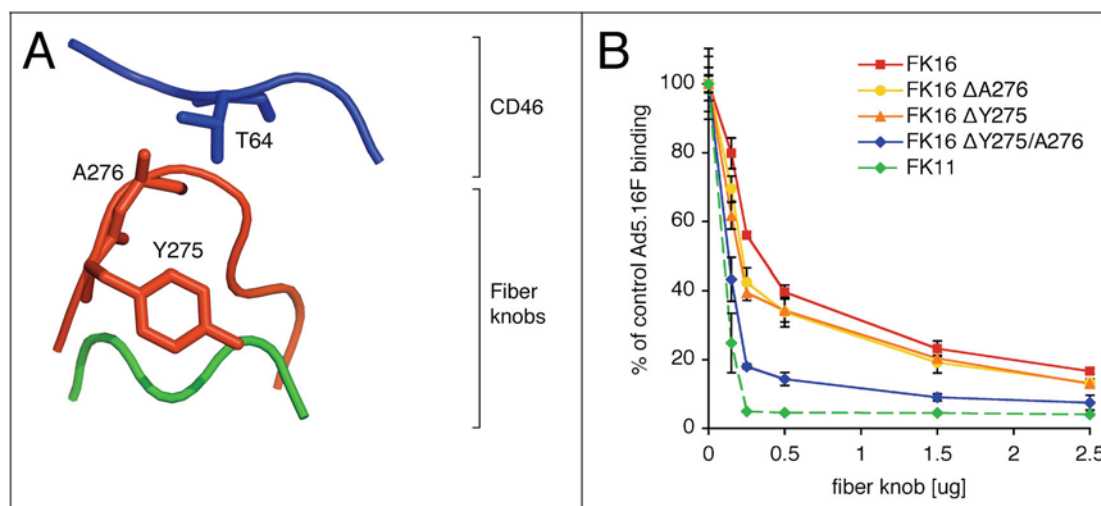 A
CD46
T64
A276
Y275
Fiber
knobs
B
FK16
FK16 ΔA276
FK16 ΔY275
FK16 ΔY275/A276
FK11
% of control Ad5.16F binding
100
80
60
40
20
0
0
0.5
1
1.5
2
2.5
fiber knob [ug]